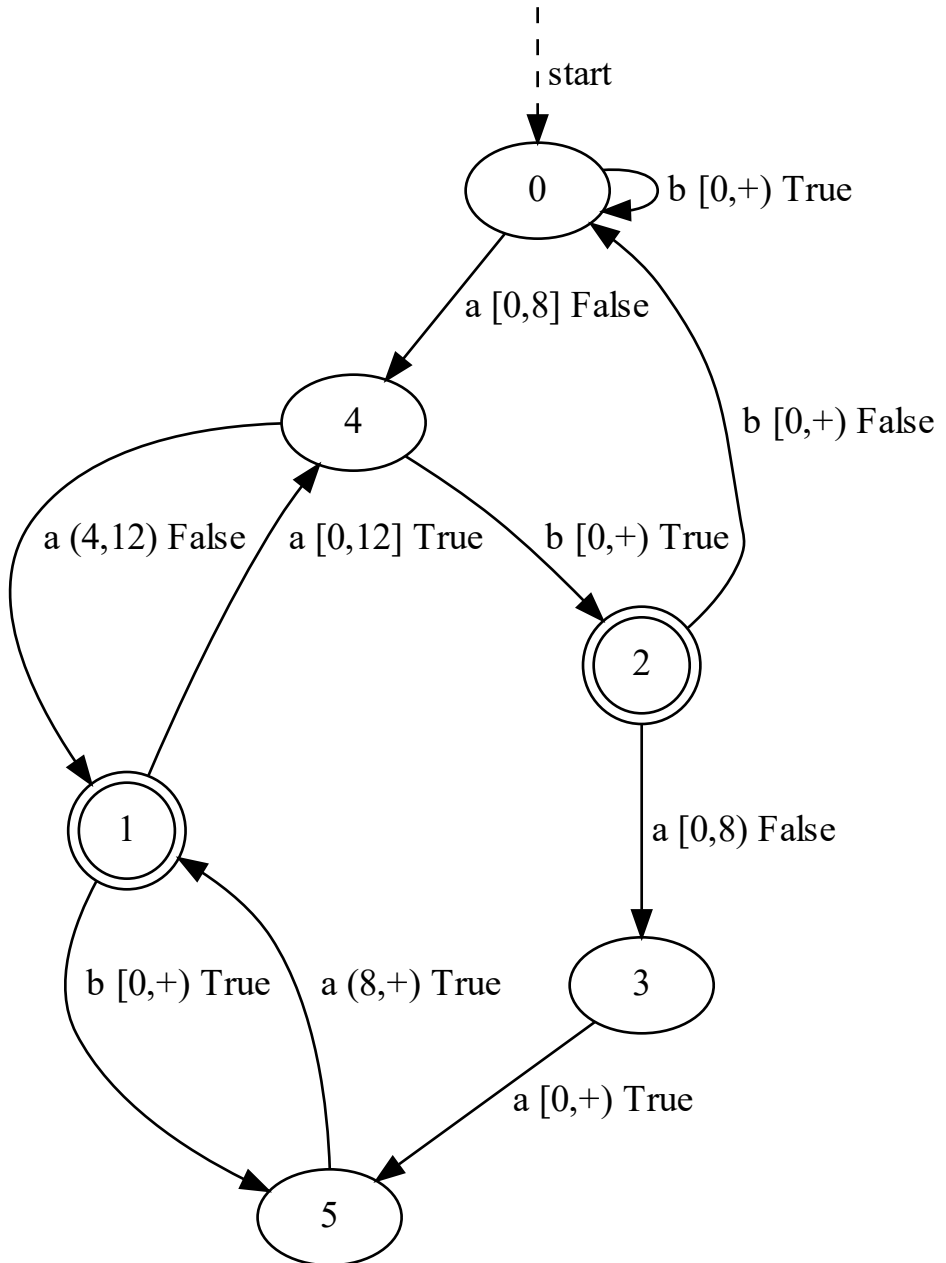 start
0
b [0,+) True
a [0,8] False
4
b [0,+) False
a (4,12) False
a [0,12] True
b [0,+) True
2
1
a [0,8) False
b [0,+) True
a (8,+) True
3
a [0,+) True
5